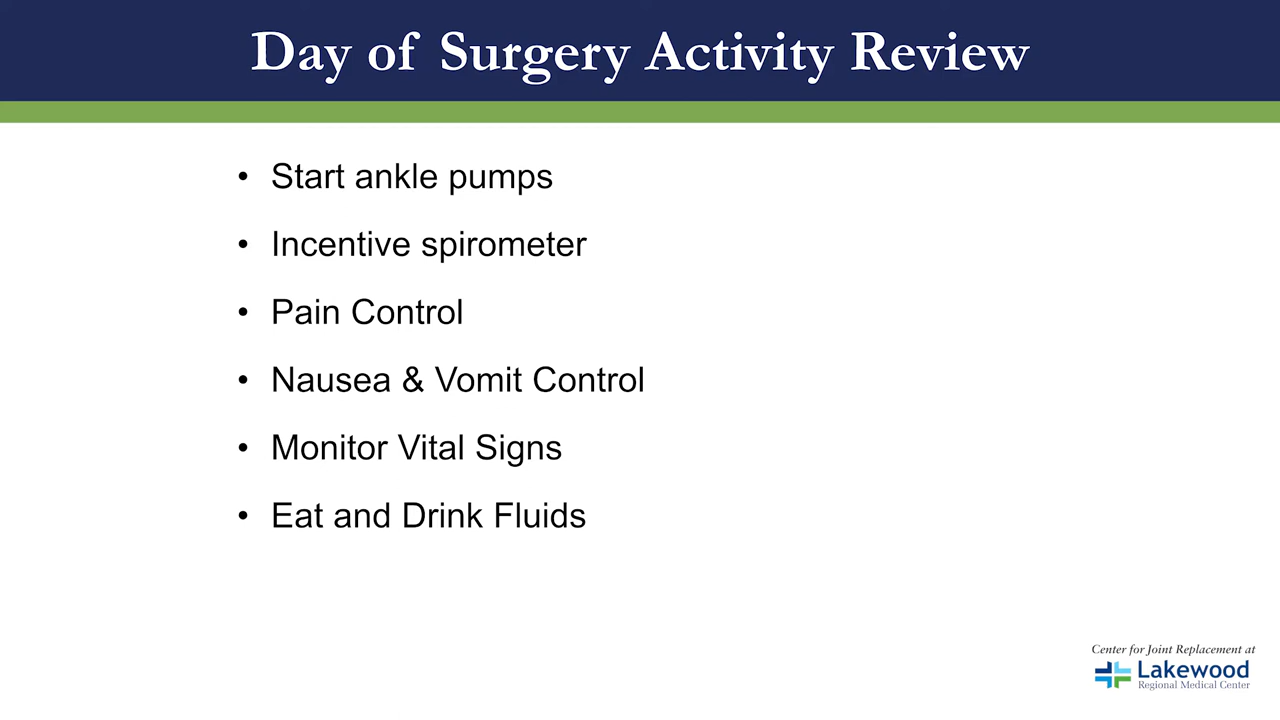 Day of Surgery Activity Review
• Start ankle pumps
• Incentive spirometer
• Pain Control
• Nausea & Vomit Control
• Monitor Vital Signs
• Eat and Drink Fluids
Center for Joint Replacement at
Lakewood
Regional Medical Center